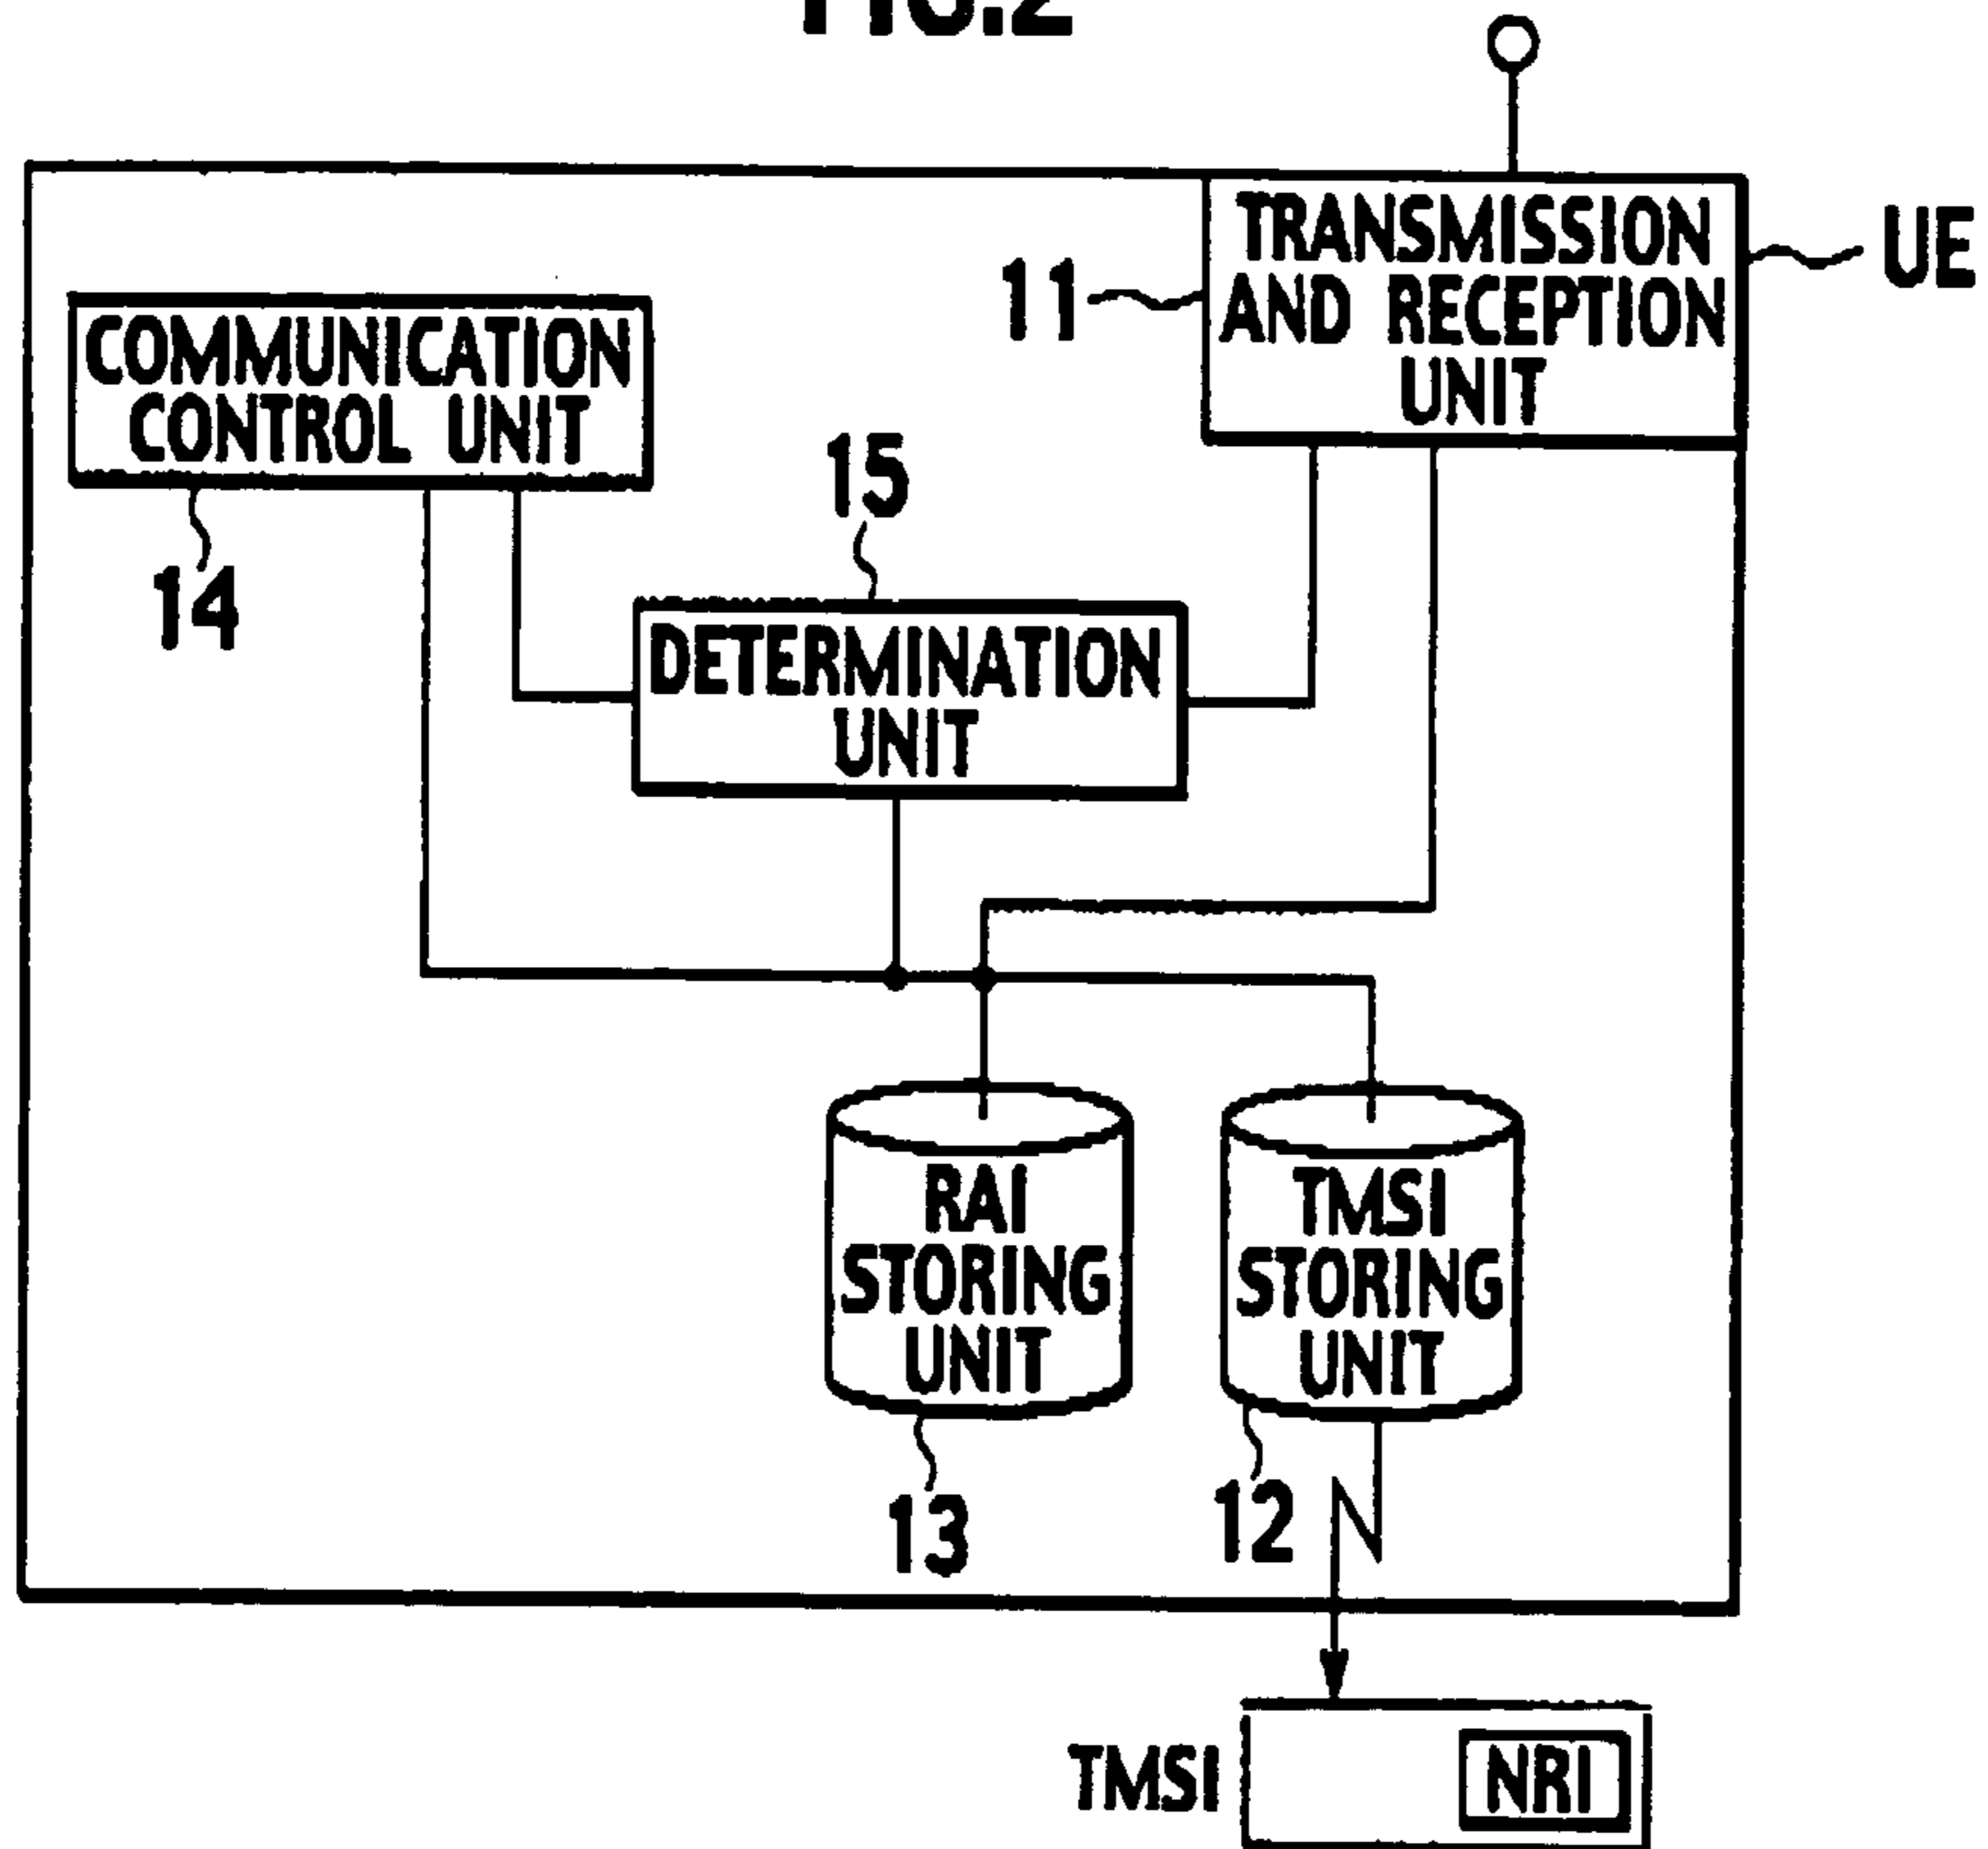 FIG.2
TRANSMISSION
AND RECEPTION
UNIT
UE
11
COMMUNICATION
CONTROL UNIT
14
15
DETERMINATION
UNIT
RAI
STORING
UNIT
TMSI
STORING
UNIT
13
12
TMSI
NRI